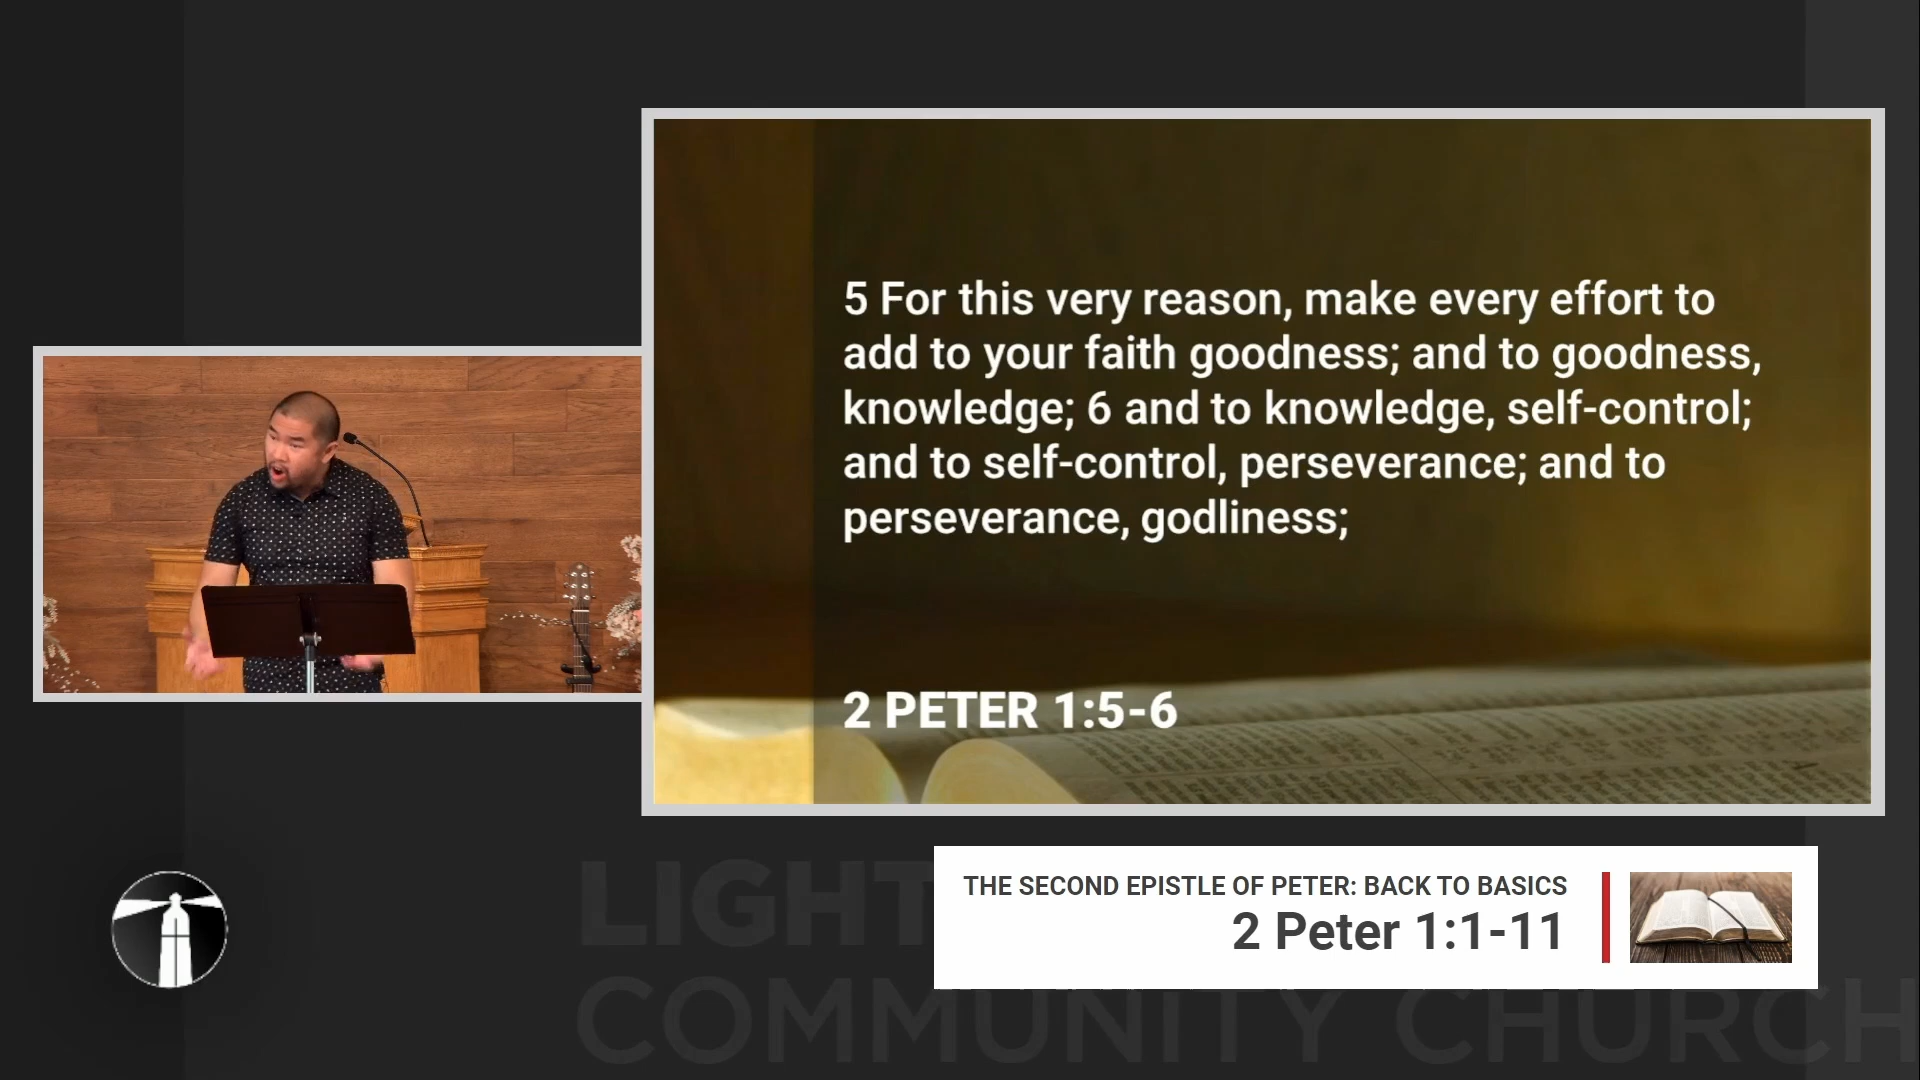 5 For this very reason, make every effort to
add to your faith goodness; and to goodness,
knowledge; 6 and to knowledge, self-control;
and to self-control, perseverance; and to
perseverance, godliness;
2 PETER 1:5-6
THE SECOND EPISTLE OF PETER: BACK TO BASICS
2 Peter 1:1-11
LIGHT
COMMUNITY CHURCH